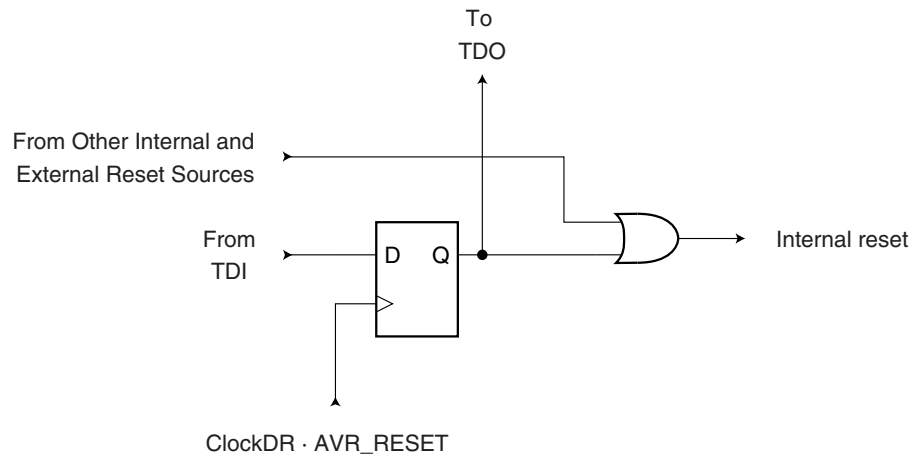 To
TDO
From Other Internal and
External Reset Sources
From
TDI
D Q
Internal reset
ClockDR · AVR_RESET